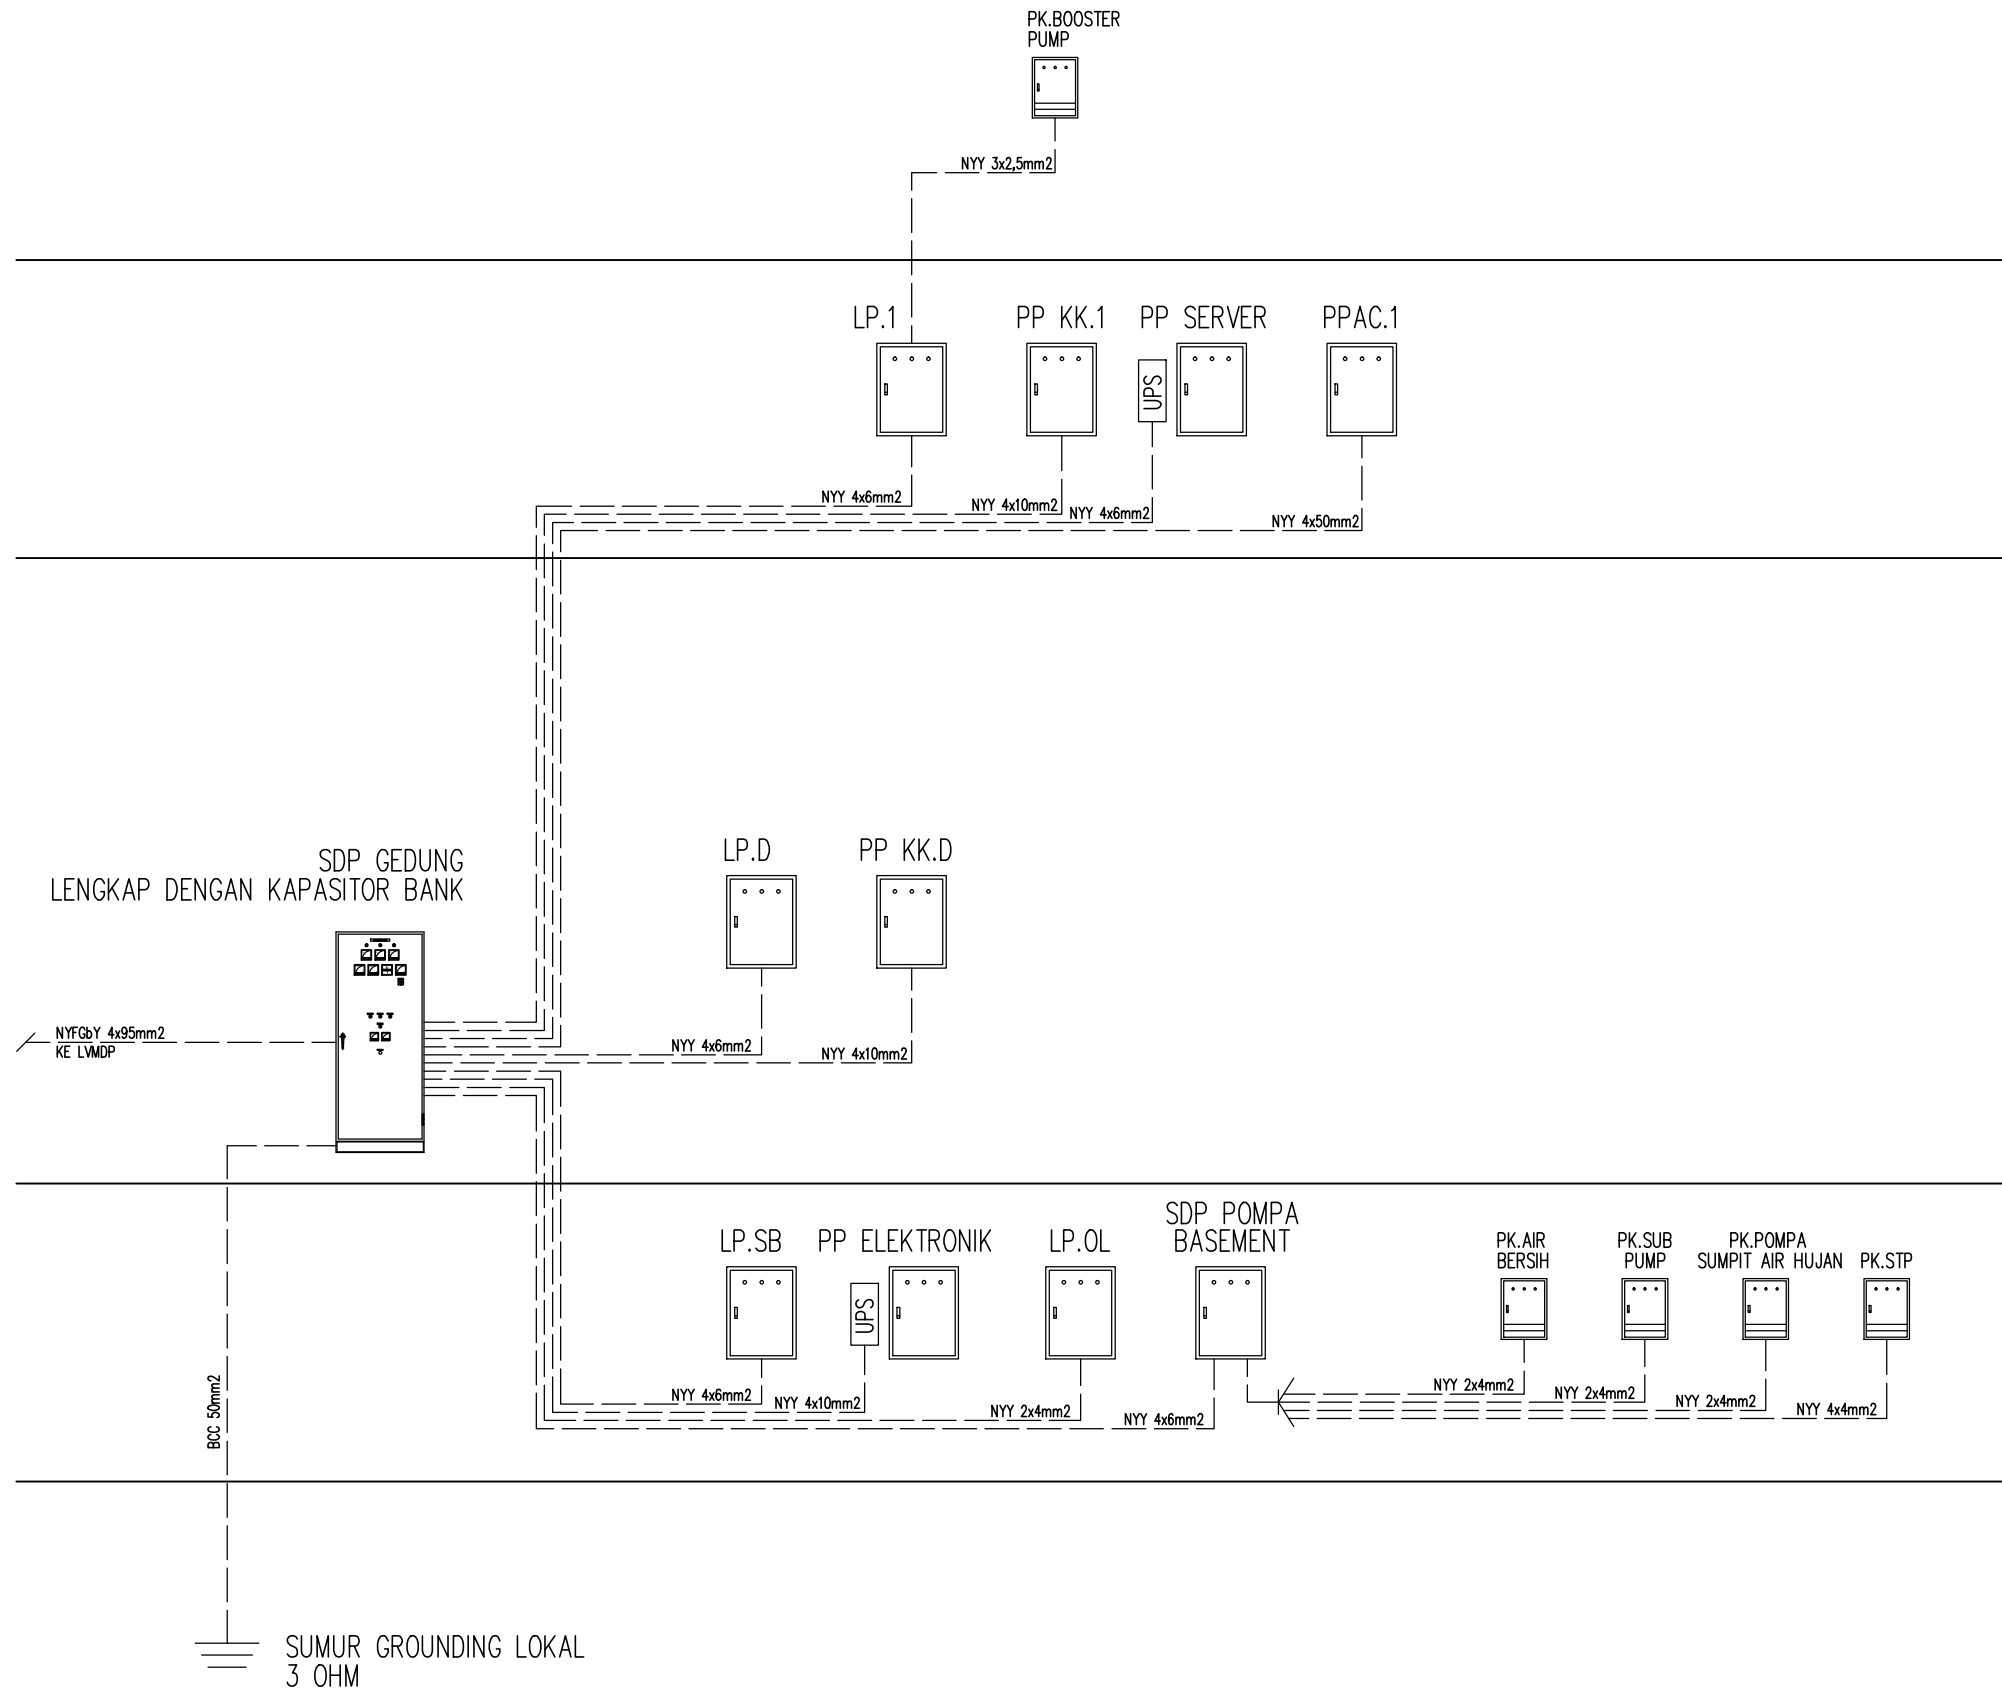 PK.BOOSTER
PUMP
NYY 3x2,5mm2
LP.1
PP KK.1
PP SERVER
PPAC.1
UPS
NYY 4x6mm2
NYY 4x10mm2
NYY 4x6mm2
NYY 4x50mm2
SDP GEDUNG
LENGKAP DENGAN KAPASITOR BANK
LP.D
PP KK.D
NYFGbY 4x95mm2
KE LVMDP
NYY 4x6mm2
NYY 4x10mm2
LP.SB
PP ELEKTRONIK
LP.OL
SDP POMPA
BASEMENT
PK.AIR
BERSIH
PK.SUB
PUMP
PK.POMPA
SUMPIT AIR HUJAN
PK.STP
UPS
NYY 4x6mm2
NYY 4x10mm2
NYY 2x4mm2
NYY 4x6mm2
NYY 2x4mm2
NYY 2x4mm2
NYY 2x4mm2
NYY 4x4mm2
BCC 50mm2
SUMUR GROUNDING LOKAL
3 OHM